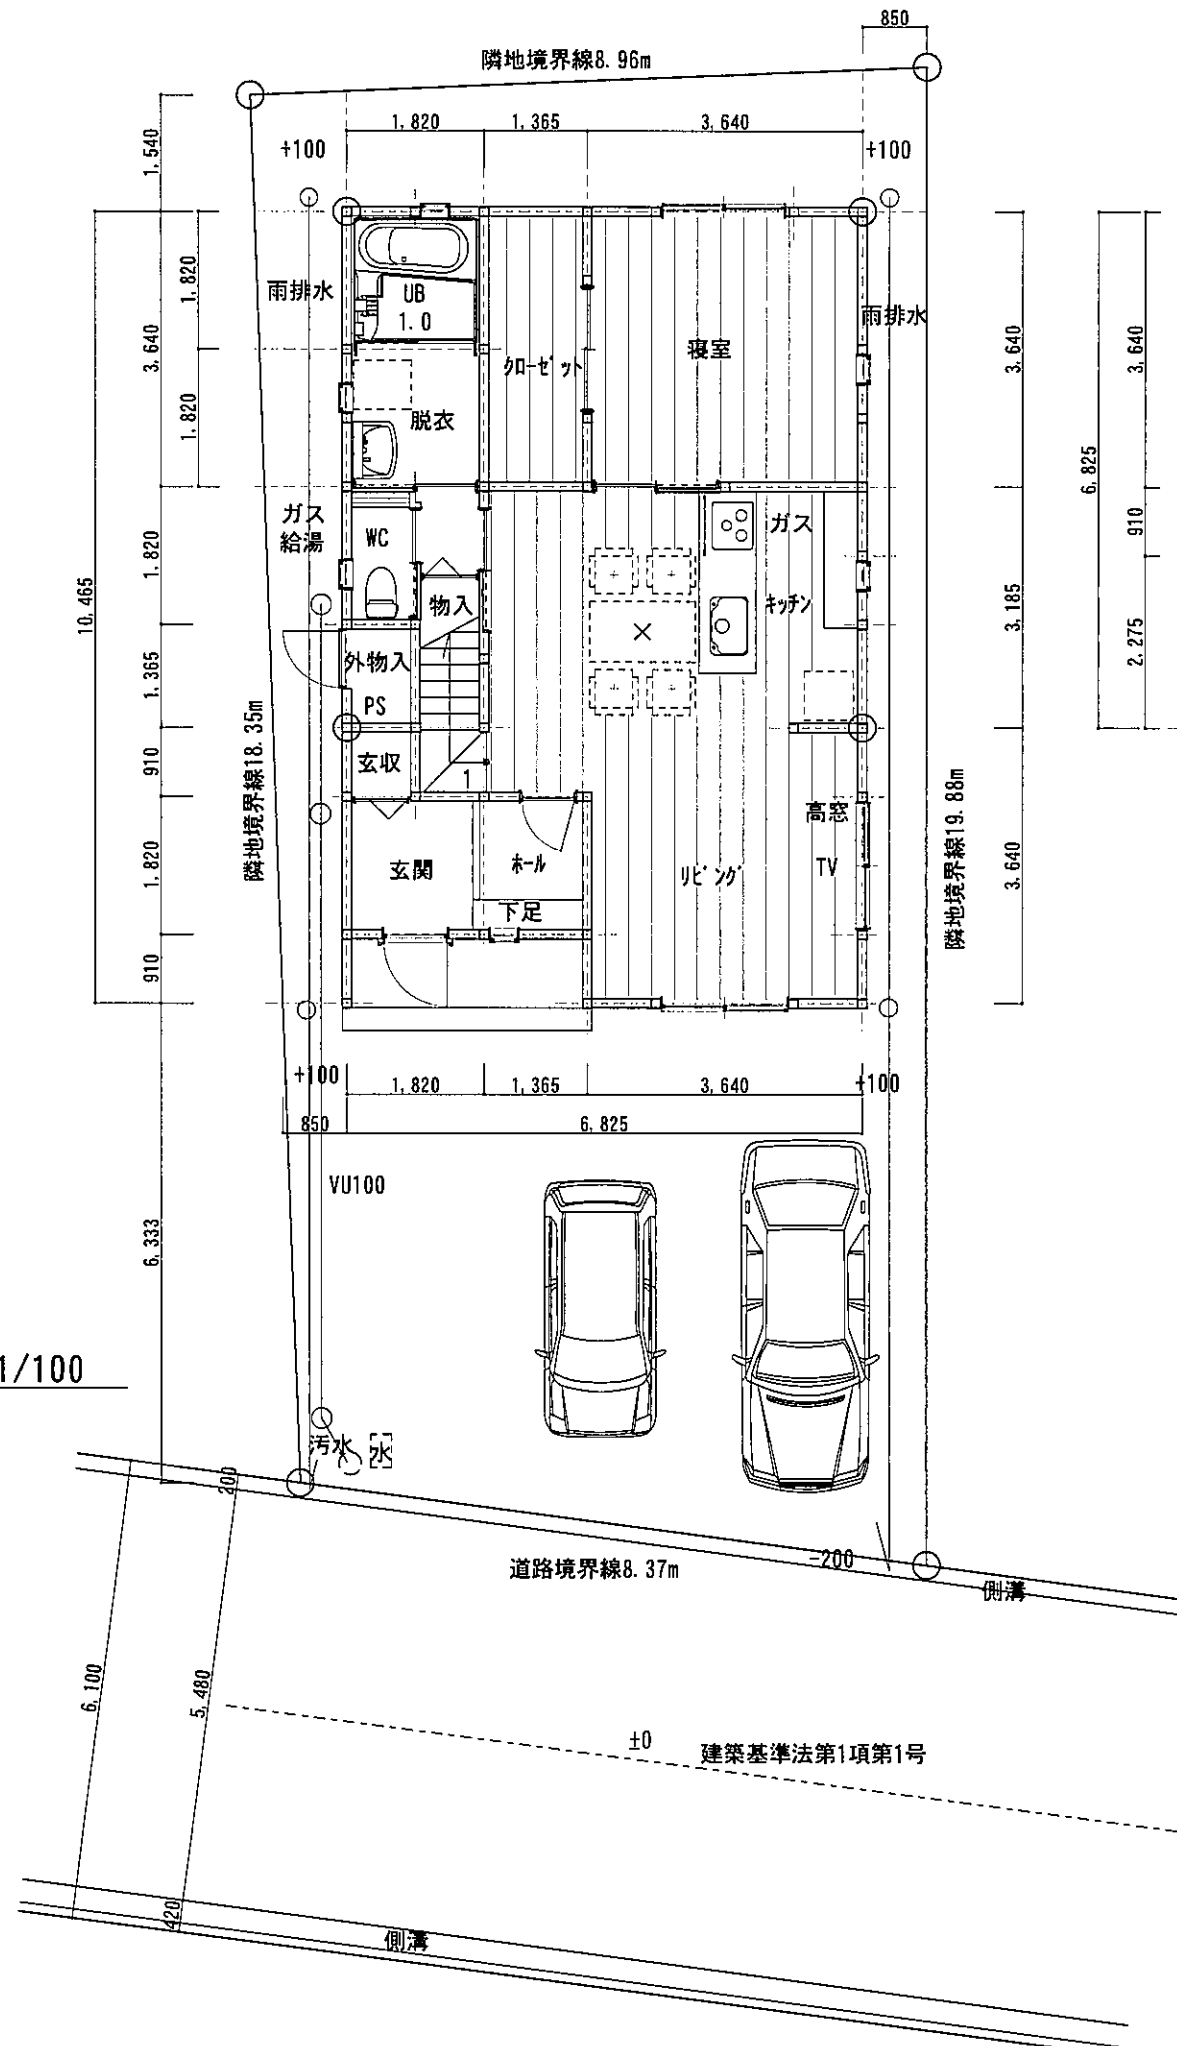 850
隣地境界線8.96m
1,820
1,365
3,640
1,540
+100
+100
1,820
雨排水
UB
1.0
雨排水
3,640
クローゼット
寝室
3,640
3,640
1,820
脱衣
6,825
ガス
給湯
WC
ガス
910
1,820
10,465
物入
キッチン
3,185
2,275
1,365
外物入
PS
隣地境界線18.35m
910
玄収
1
隣地境界線19.88m
高窓
1,820
玄関
ホール
リビング
TV
3,640
下足
910
+100
1,820
1,365
3,640
+100
850
6,825
VU100
6,333
1/100
汚水
水
200
-200
道路境界線8.37m
側溝
6,100
5,480
±0
建築基準法第1項第1号
420
側溝